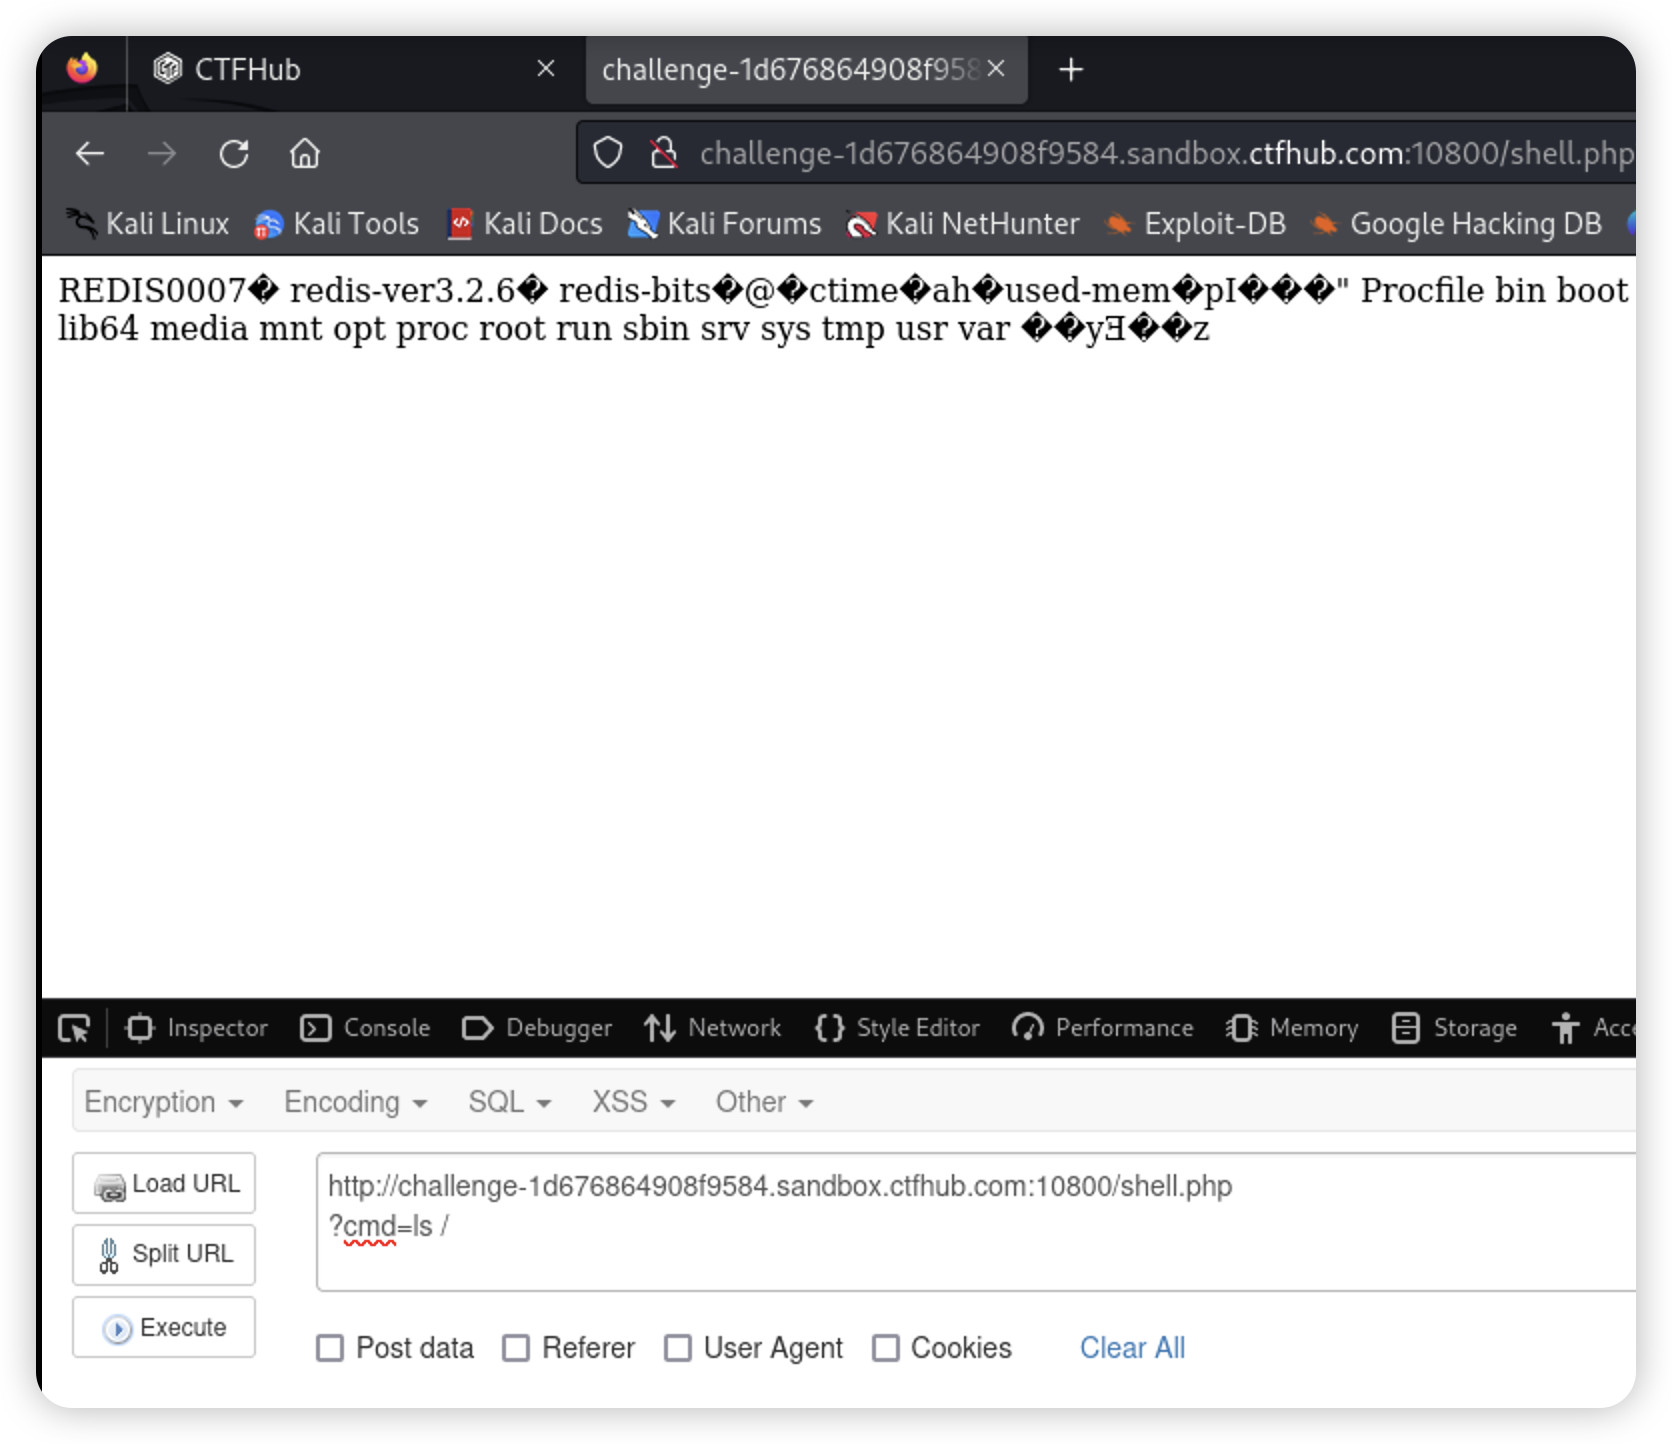 CTFHub
challenge-1d676864908f958
challenge-1d676864908f9584.sandbox.ctfhub.com:10800/shell.php
Kali Linux Kali Tools Kali Docs Kali Forums Kali NetHunter Exploit-DB Google Hacking DB
REDIS0007� redis-ver3.2.6� redis-bits�@�ctime�ah�used-mem�pI���" Procfile bin boot
lib64 media mnt opt proc root run sbin srv sys tmp usr var ��yƎ��z
Inspector Console Debugger Network Style Editor Performance Memory Storage Acce
Encryption Encoding SQL XSS Other
Load URL
Split URL
Execute
http://challenge-1d676864908f9584.sandbox.ctfhub.com:10800/shell.php
?cmd=ls /
Post data Referer User Agent Cookies Clear All